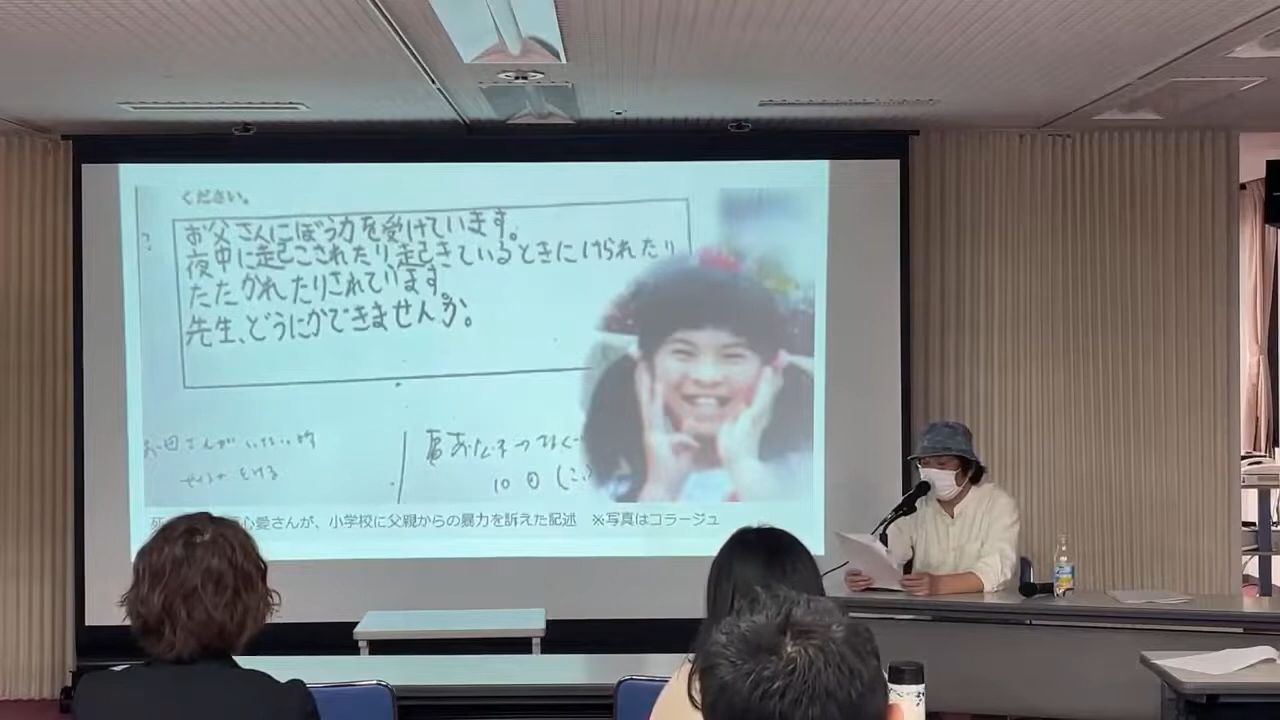 ください。
お父さんにぼう力を受けています。
夜中に起こされたり起きているときにけられたり
たたかれたりされています。
先生、どうにかできませんか。
10日
心愛さんが、小学校に父親からの暴力を訴えた記述 ※写真はコラージュ